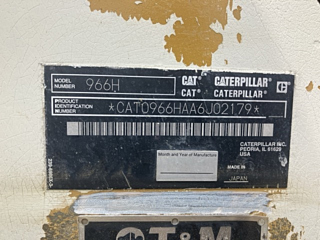 MODEL NUMBER 966H CAT CATERPILLAR
CAT CATERPILLAR
PRODUCT IDENTIFICATION NUMBER *CAT0966HAA6J02179*
CATERPILLAR INC.
PEORIA, IL 61629
USA
Month and Year of Manufacture
MADE IN
JAPAN